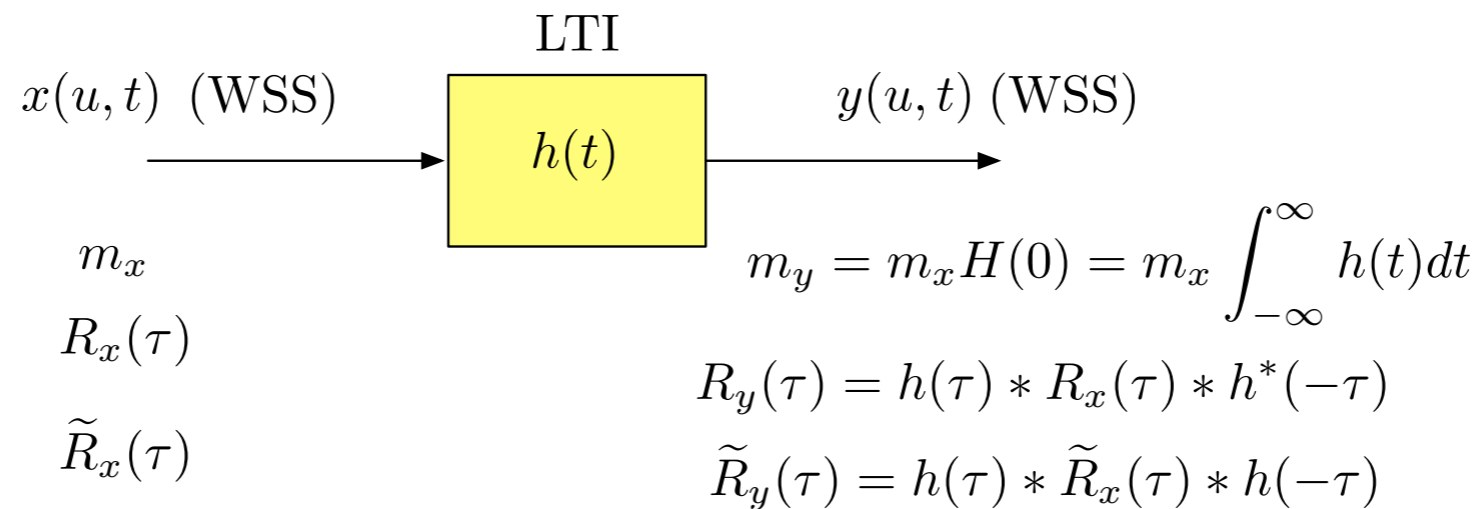 LTI
x(u, t) (WSS)
h(t)
y(u, t) (WSS)
m_x
R_x(τ)
R̃_x(τ)
m_y = m_x H(0) = m_x ∫_{-∞}^{∞} h(t)dt
R_y(τ) = h(τ) ∗ R_x(τ) ∗ h*(−τ)
R̃_y(τ) = h(τ) ∗ R̃_x(τ) ∗ h(−τ)